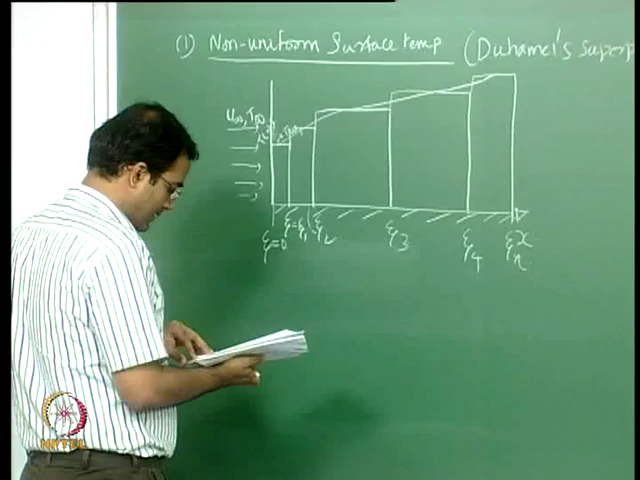 (1) Non-uniform Surface temp (Duhamel's Superp
U∞, T∞
ξ=0 ξ=ξ1 ξ2 ξ3 ξ4 ξn x
NPTEL